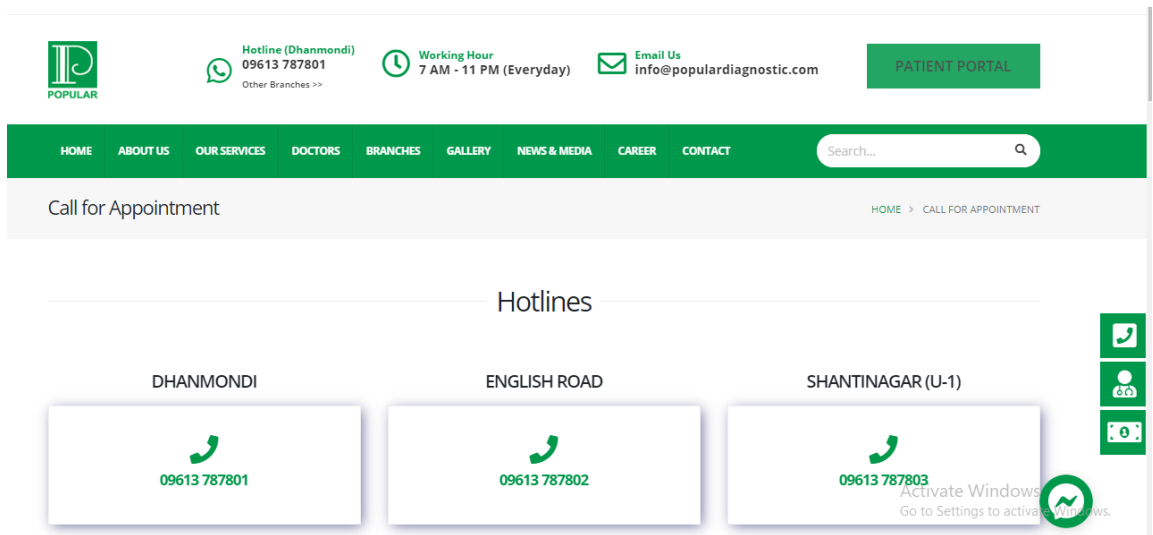 POPULAR
Hotline (Dhanmondi)
09613 787801
Other Branches >>
Working Hour
7 AM - 11 PM (Everyday)
Email Us
info@populardiagnostic.com
PATIENT PORTAL
HOME ABOUT US OUR SERVICES DOCTORS BRANCHES GALLERY NEWS & MEDIA CAREER CONTACT Search...
Call for Appointment HOME > CALL FOR APPOINTMENT
Hotlines
DHANMONDI ENGLISH ROAD SHANTINAGAR (U-1)
09613 787801 09613 787802 09613 787803
Activate Windows
Go to Settings to activate Windows.